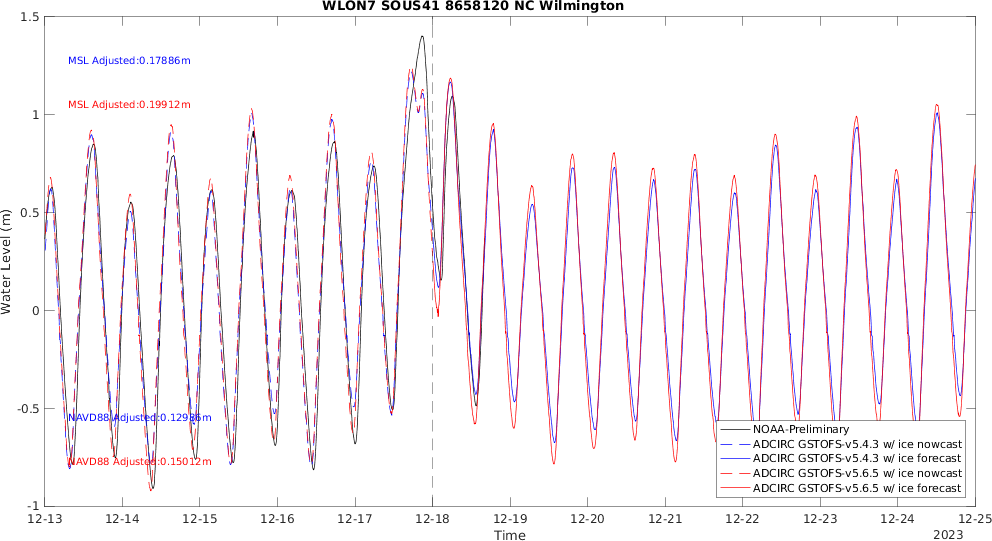 WLON7 SOUS41 8658120 NC Wilmington
1.5
1
0.5
0
-0.5
-1
Water Level (m)
MSL Adjusted:0.17886m
MSL Adjusted:0.19912m
NAVD88 Adjusted:0.12986m
NAVD88 Adjusted:0.15012m
NOAA-Preliminary
ADCIRC GSTOFS-v5.4.3 w/ ice nowcast
ADCIRC GSTOFS-v5.4.3 w/ ice forecast
ADCIRC GSTOFS-v5.6.5 w/ ice nowcast
ADCIRC GSTOFS-v5.6.5 w/ ice forecast
12-13 12-14 12-15 12-16 12-17 12-18 12-19 12-20 12-21 12-22 12-23 12-24 12-25
Time
2023